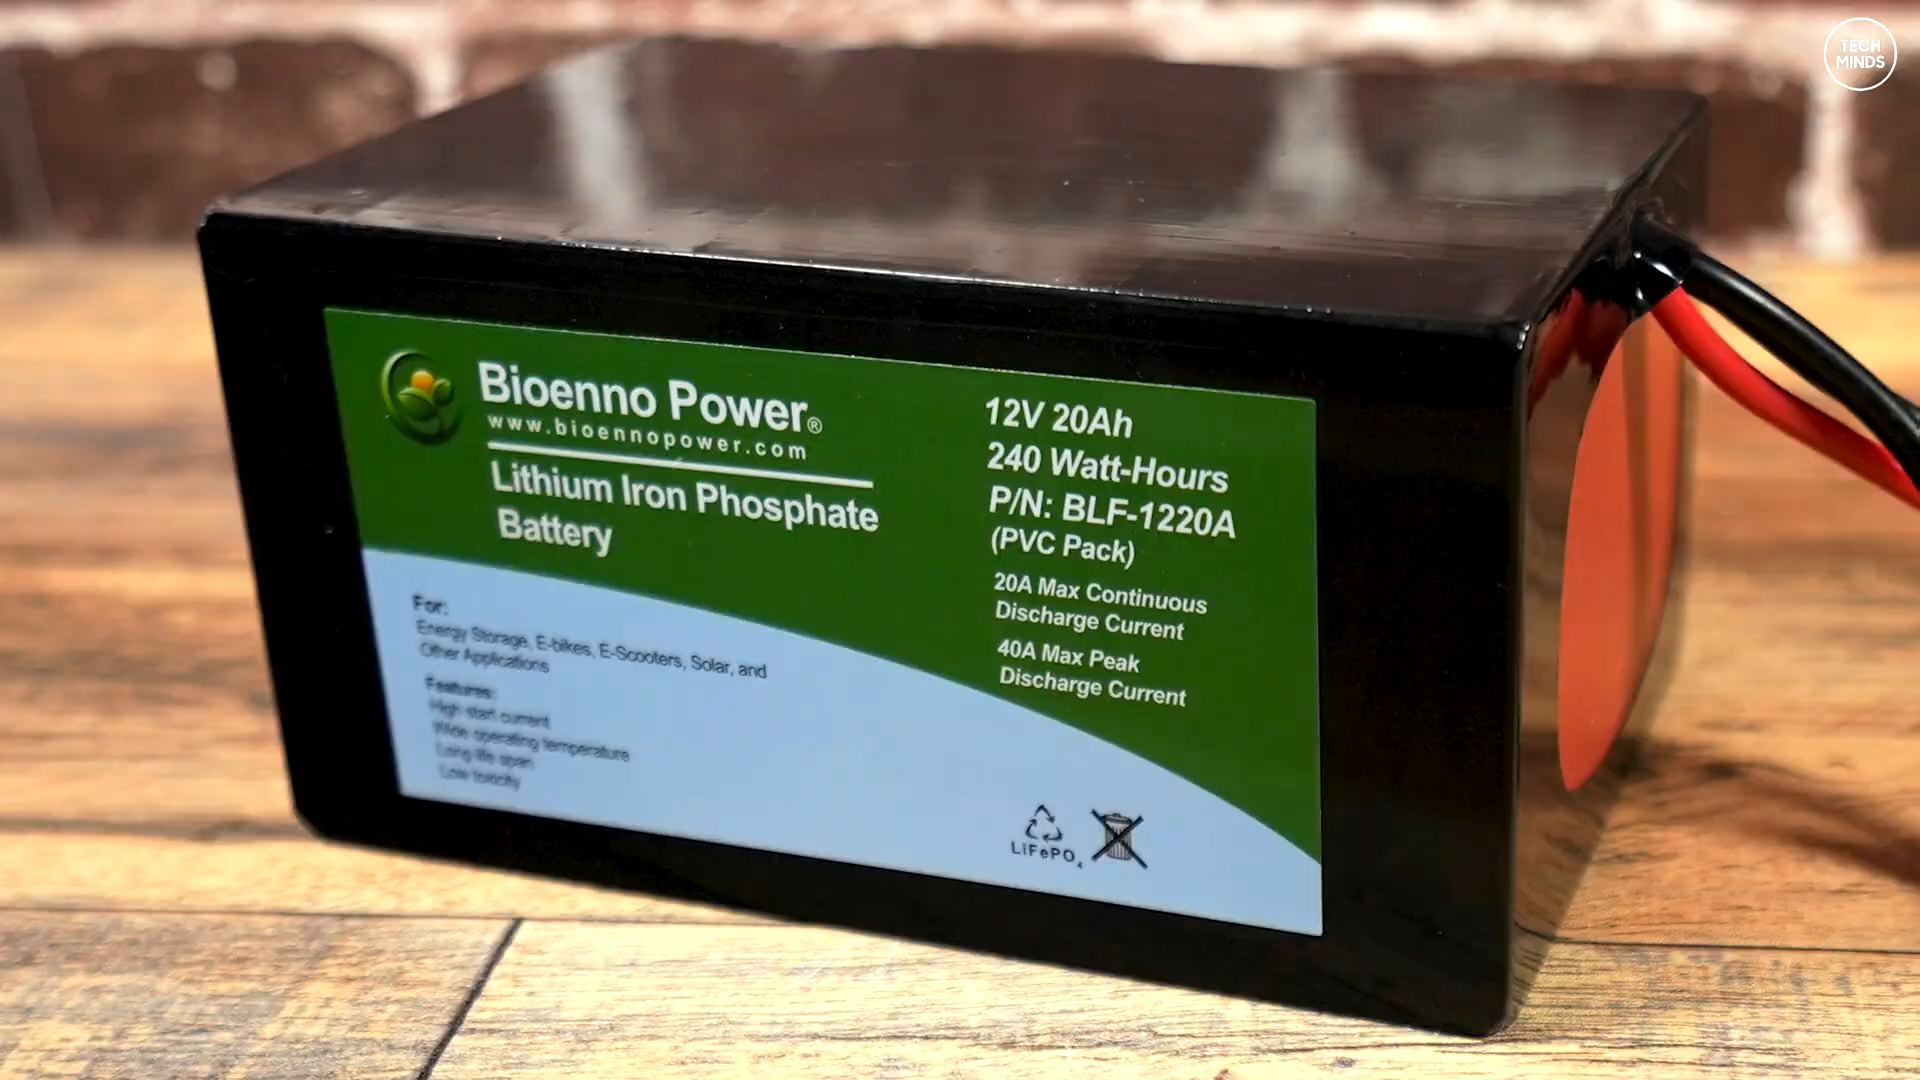 TECH
MINDS
Bioenno Power®
www.bioennopower.com
Lithium Iron Phosphate
Battery
12V 20Ah
240 Watt-Hours
P/N: BLF-1220A
(PVC Pack)
20A Max Continuous
Discharge Current
40A Max Peak
Discharge Current
For:
Energy Storage, E-bikes, E-Scooters, Solar, and
Other Applications
Features:
High start current
Wide operating temperature
Long life span
Low toxicity
LiFePO₄